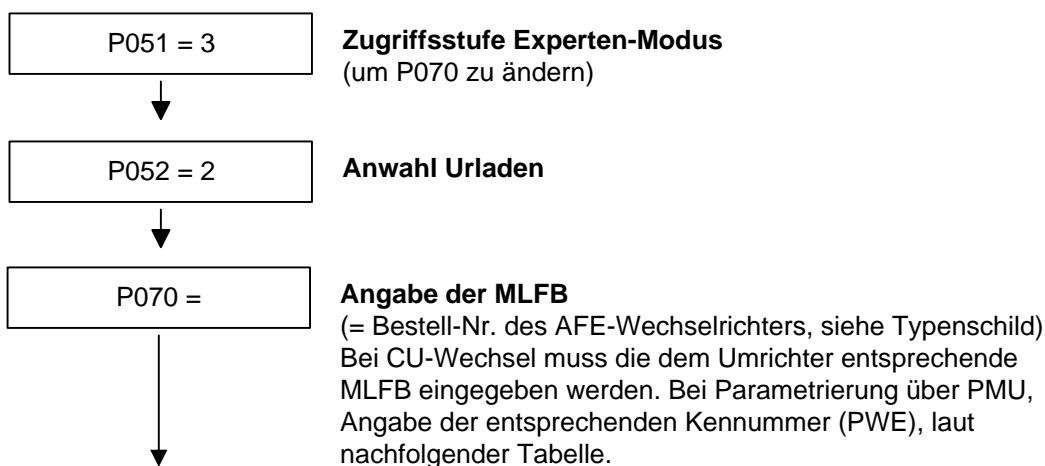 P051 = 3
Zugriffsstufe Experten-Modus
(um P070 zu ändern)
P052 = 2
Anwahl Urladen
P070 =
Angabe der MLFB
(= Bestell-Nr. des AFE-Wechselrichters, siehe Typenschild)
Bei CU-Wechsel muss die dem Umrichter entsprechende
MLFB eingegeben werden. Bei Parametrierung über PMU,
Angabe der entsprechenden Kennummer (PWE), laut
nachfolgender Tabelle.